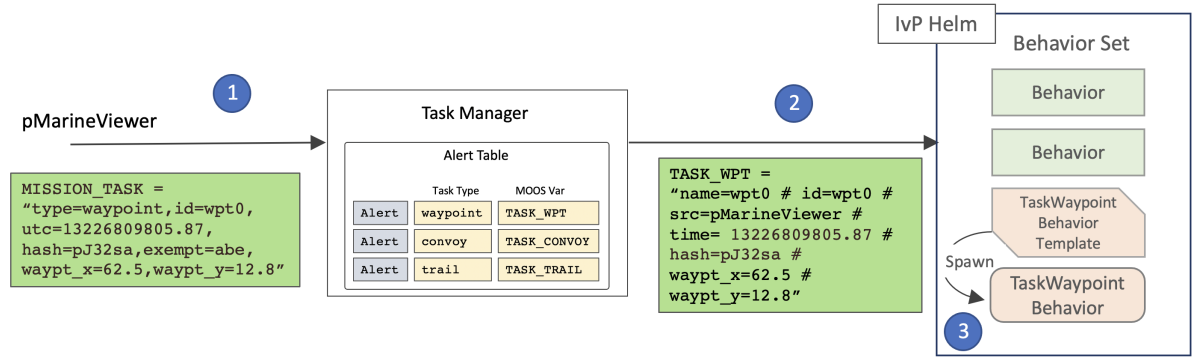 1
pMarineViewer
MISSION_TASK =
“type=waypoint,id=wpt0,
utc=13226809805.87,
hash=pJ32sa,exempt=abe,
waypt_x=62.5,waypt_y=12.8”
Task Manager
Alert Table
Task Type MOOS Var
Alert waypoint TASK_WPT
Alert convoy TASK_CONVOY
Alert trail TASK_TRAIL
2
TASK_WPT =
“name=wpt0 # id=wpt0 #
src=pMarineViewer #
time= 13226809805.87 #
hash=pJ32sa #
waypt_x=62.5 #
waypt_y=12.8”
IvP Helm
Behavior Set
Behavior
Behavior
TaskWaypoint
Behavior
Template
Spawn
TaskWaypoint
Behavior
3